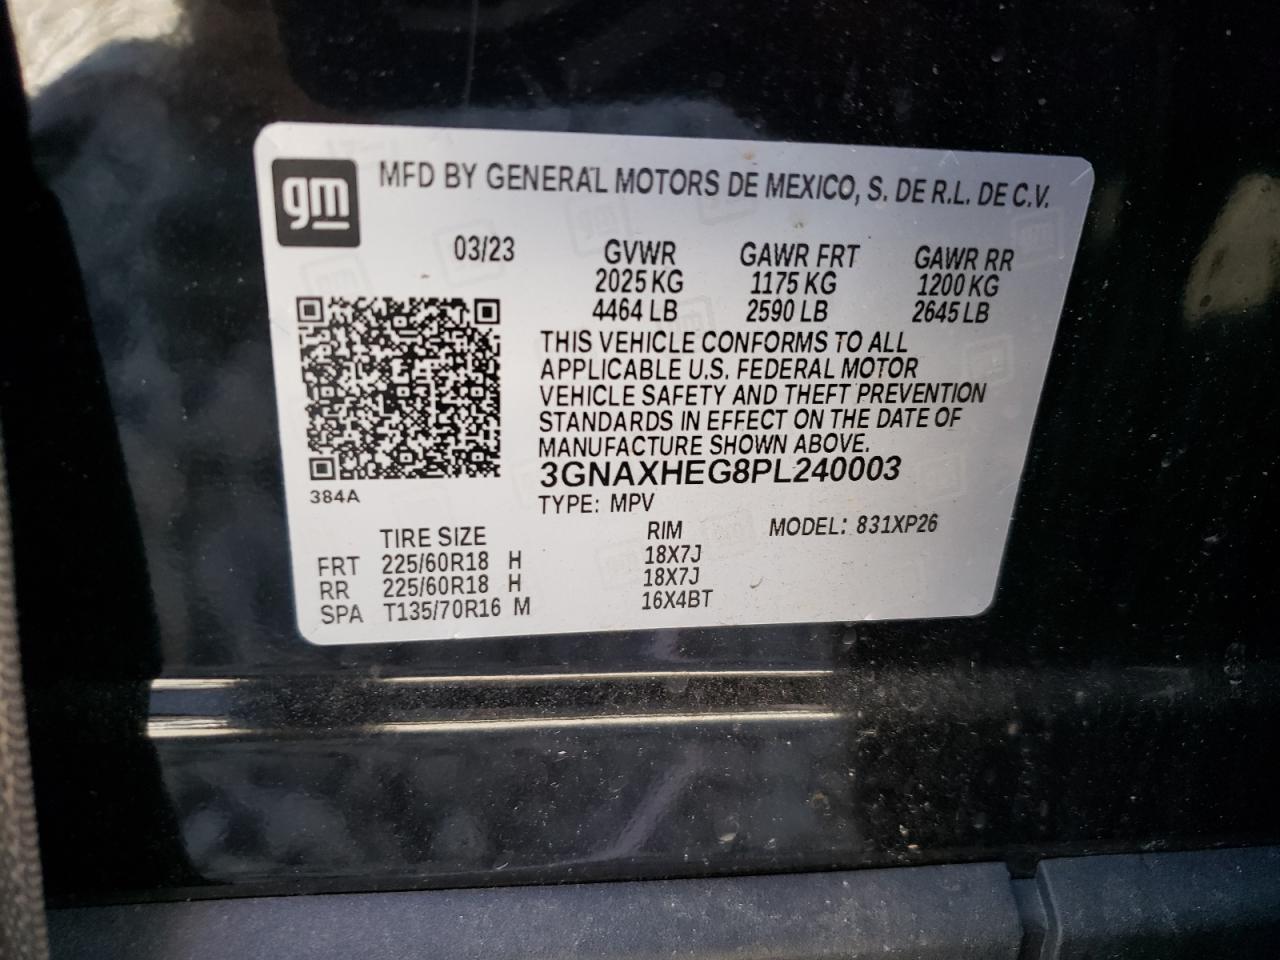 gm
MFD BY GENERAL MOTORS DE MEXICO, S. DE R.L. DE C.V.
03/23 GVWR GAWR FRT GAWR RR
2025 KG 1175 KG 1200 KG
4464 LB 2590 LB 2645 LB
THIS VEHICLE CONFORMS TO ALL
APPLICABLE U.S. FEDERAL MOTOR
VEHICLE SAFETY AND THEFT PREVENTION
STANDARDS IN EFFECT ON THE DATE OF
MANUFACTURE SHOWN ABOVE.
3GNAXHEG8PL240003
384A
TYPE: MPV
TIRE SIZE RIM MODEL: 831XP26
FRT 225/60R18 H 18X7J
RR 225/60R18 H 18X7J
SPA T135/70R16 M 16X4BT